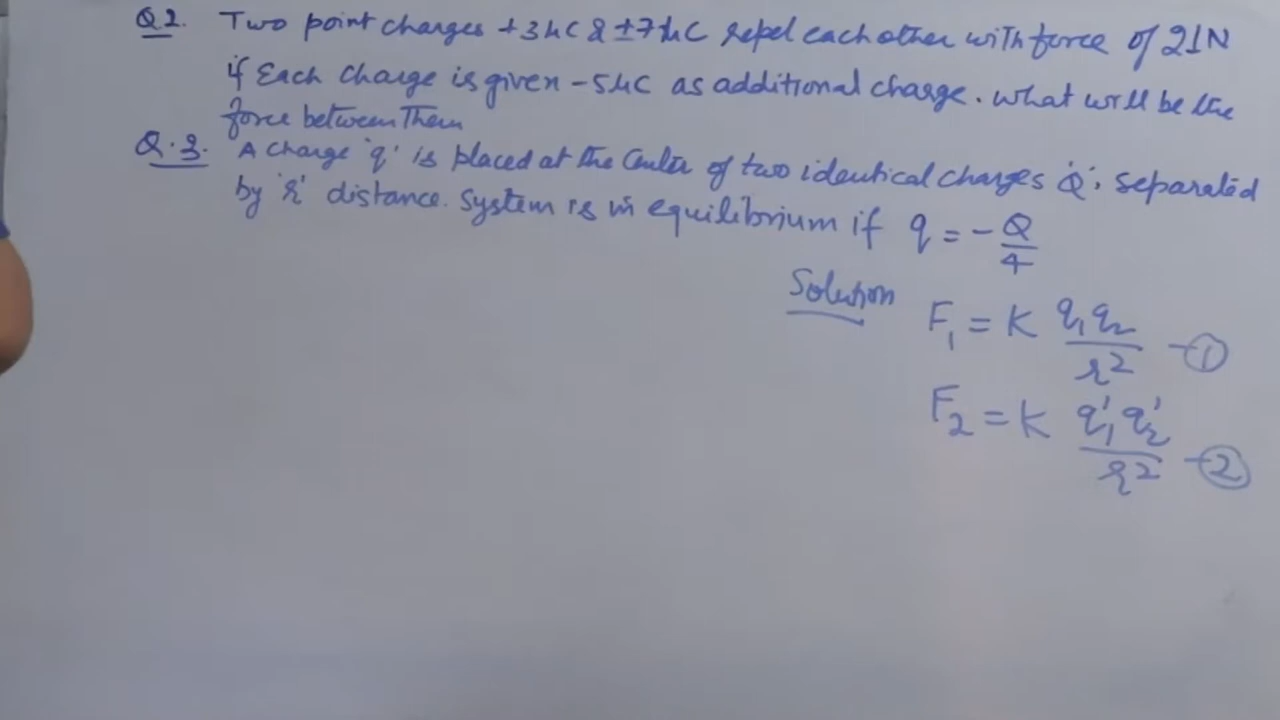 Q2. Two point charges +3μC & ±7μC repel each other with force of 21N
if Each Charge is given -5μC as additional charge. What will be the
force between Them
Q.3. A charge 'q' is placed at the Center of two identical charges 'Q', Separated
by 'r' distance. System is in equilibrium if q = -Q/4
Solution
F₁ = K q₁q₂/r² -①
F₂ = K q₁'q₂'/r² -②